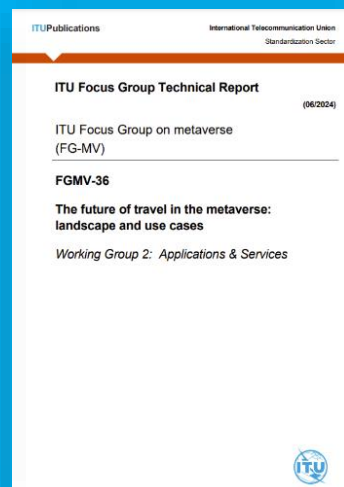 ITUPublications
International Telecommunication Union
Standardization Sector
ITU Focus Group Technical Report
(06/2024)
ITU Focus Group on metaverse
(FG-MV)
FGMV-36
The future of travel in the metaverse:
landscape and use cases
Working Group 2: Applications & Services
ITU